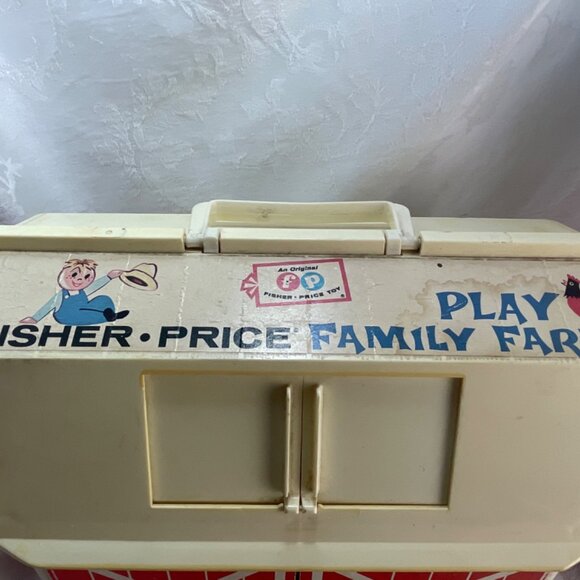 An Original
fp
FISHER-PRICE TOY
PLAY
ISHER•PRICE® FAMILY FAR